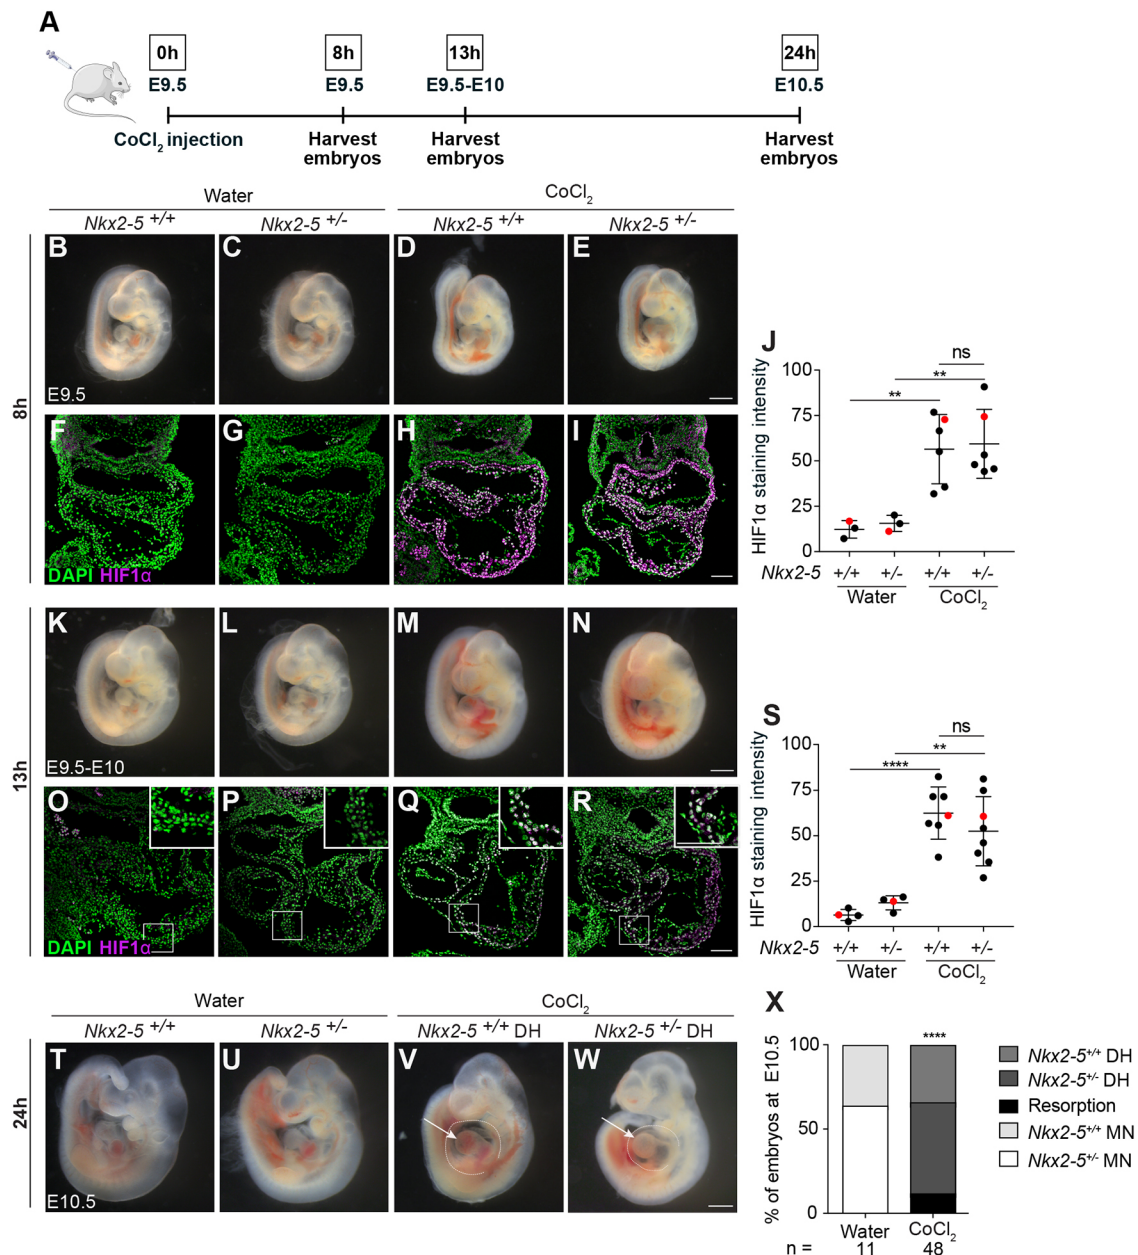 A
0h 8h 13h 24h
E9.5 E9.5 E9.5-E10 E10.5
CoCl2 injection Harvest embryos Harvest embryos Harvest embryos
Water CoCl2
Nkx2-5 +/+ Nkx2-5 +/- Nkx2-5 +/+ Nkx2-5 +/-
8h
B C D E
E9.5
F G H I
DAPI HIF1α
J
ns
**
**
HIF1α staining intensity
100
75
50
25
0
Nkx2-5 +/+ +/- +/+ +/-
Water CoCl2
13h
K L M N
E9.5-E10
O P Q R
DAPI HIF1α
S
ns
**
****
HIF1α staining intensity
100
75
50
25
0
Nkx2-5 +/+ +/- +/+ +/-
Water CoCl2
Water CoCl2
Nkx2-5 +/+ Nkx2-5 +/- Nkx2-5 +/+ DH Nkx2-5 +/- DH
24h
T U V W
E10.5
X
****
% of embryos at E10.5
100
50
0
Water CoCl2
n = 11 48
Nkx2-5+/+ DH
Nkx2-5+/- DH
Resorption
Nkx2-5+/+ MN
Nkx2-5+/- MN